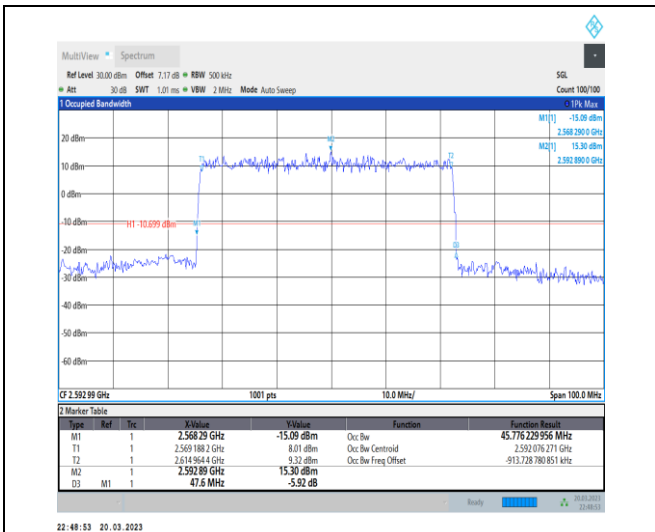 MultiView Spectrum
Ref Level 30.00 dBm Offset 7.17 dB RBW 500 kHz SGL
Att 30 dB SWT 1.01 ms VBW 2 MHz Mode Auto Sweep Count 100/100
1 Occupied Bandwidth 1Pk Max
M1[1] -15.09 dBm
2.568 290 0 GHz
M2[1] 15.30 dBm
2.592 890 0 GHz
20 dBm
M2
T1 T2
10 dBm
0 dBm
-10 dBm
H1 -10.699 dBm
M1
-20 dBm
D3
-30 dBm
-40 dBm
-50 dBm
-60 dBm
CF 2.592 99 GHz 1001 pts 10.0 MHz/ Span 100.0 MHz
2 Marker Table
Type Ref Trc X-Value Y-Value Function Function Result
M1 1 2.568 29 GHz -15.09 dBm Occ Bw 45.776 229 956 MHz
T1 1 2.569 188 2 GHz 8.01 dBm Occ Bw Centroid 2.592 076 271 GHz
T2 1 2.614 964 4 GHz 9.32 dBm Occ Bw Freq Offset -913.728 780 851 kHz
M2 1 2.592 89 GHz 15.30 dBm
D3 M1 1 47.6 MHz -5.92 dB
Ready 20.03.2023
22:48:53
22:48:53 20.03.2023